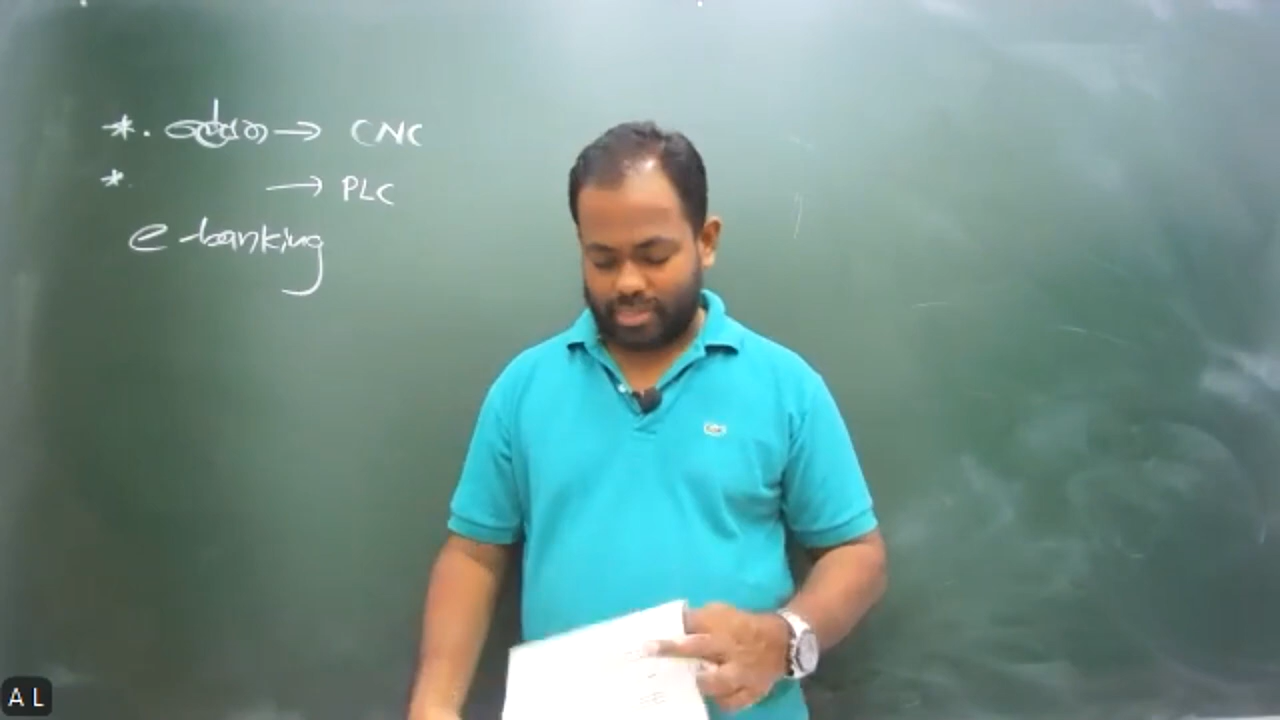 *. → CNC
* → PLC
e-banking
A L